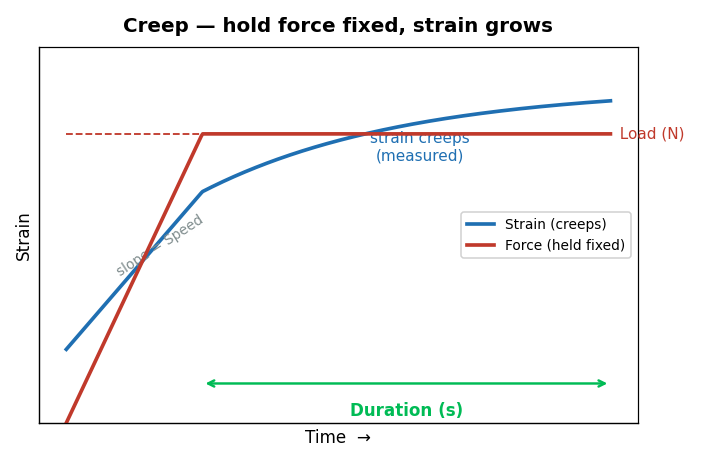 Creep — hold force fixed, strain grows
strain creeps
(measured)
Load (N)
slope = Speed
Strain
Strain (creeps)
Force (held fixed)
Duration (s)
Time →